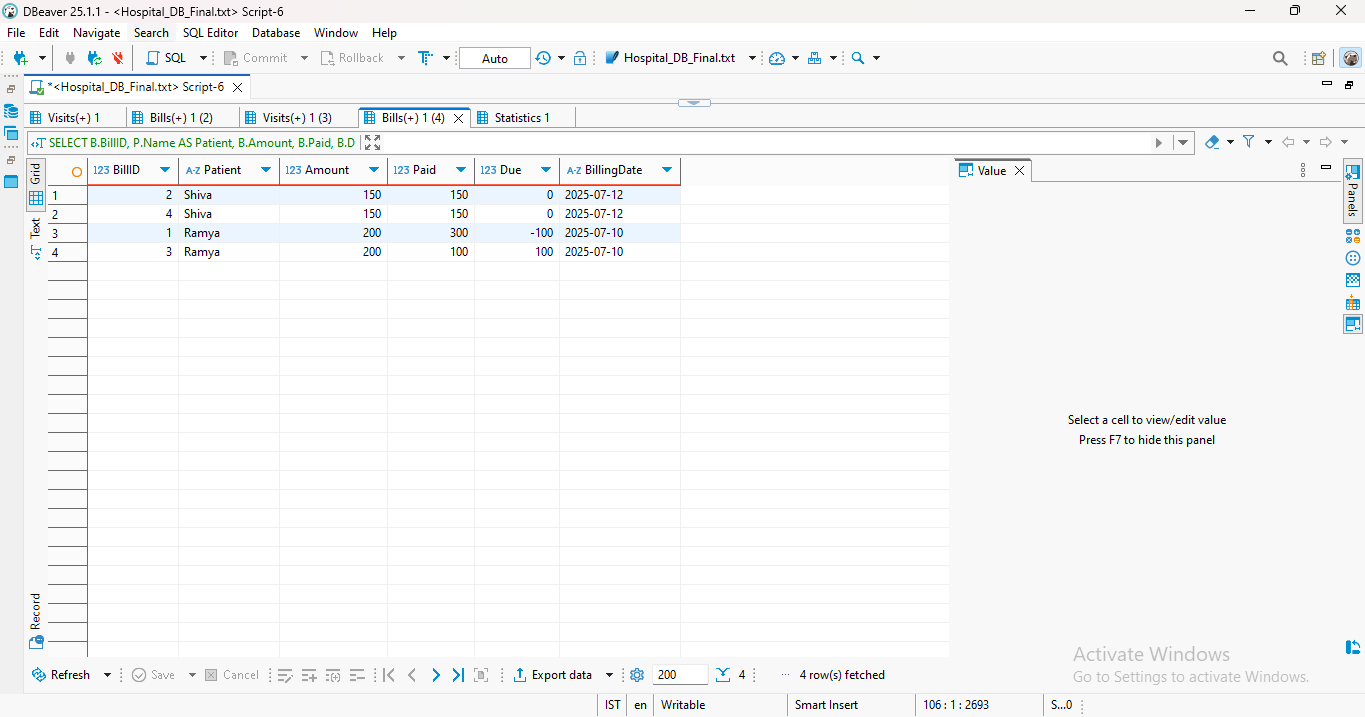 DBeaver 25.1.1 - <Hospital_DB_Final.txt> Script-6
File Edit Navigate Search SQL Editor Database Window Help
SQL Commit Rollback T Auto Hospital_DB_Final.txt
*<Hospital_DB_Final.txt> Script-6
Visits(+) 1 Bills(+) 1 (2) Visits(+) 1 (3) Bills(+) 1 (4) Statistics 1
SELECT B.BillID, P.Name AS Patient, B.Amount, B.Paid, B.D
Grid
Text
Record
123 BillID A-Z Patient 123 Amount 123 Paid 123 Due A-Z BillingDate
1 2 Shiva 150 150 0 2025-07-12
2 4 Shiva 150 150 0 2025-07-12
3 1 Ramya 200 300 -100 2025-07-10
4 3 Ramya 200 100 100 2025-07-10
Value
Panels
Select a cell to view/edit value
Press F7 to hide this panel
Activate Windows
Go to Settings to activate Windows.
Refresh Save Cancel Export data 200 4 ... 4 row(s) fetched
IST en Writable Smart Insert 106 : 1 : 2693 S...0